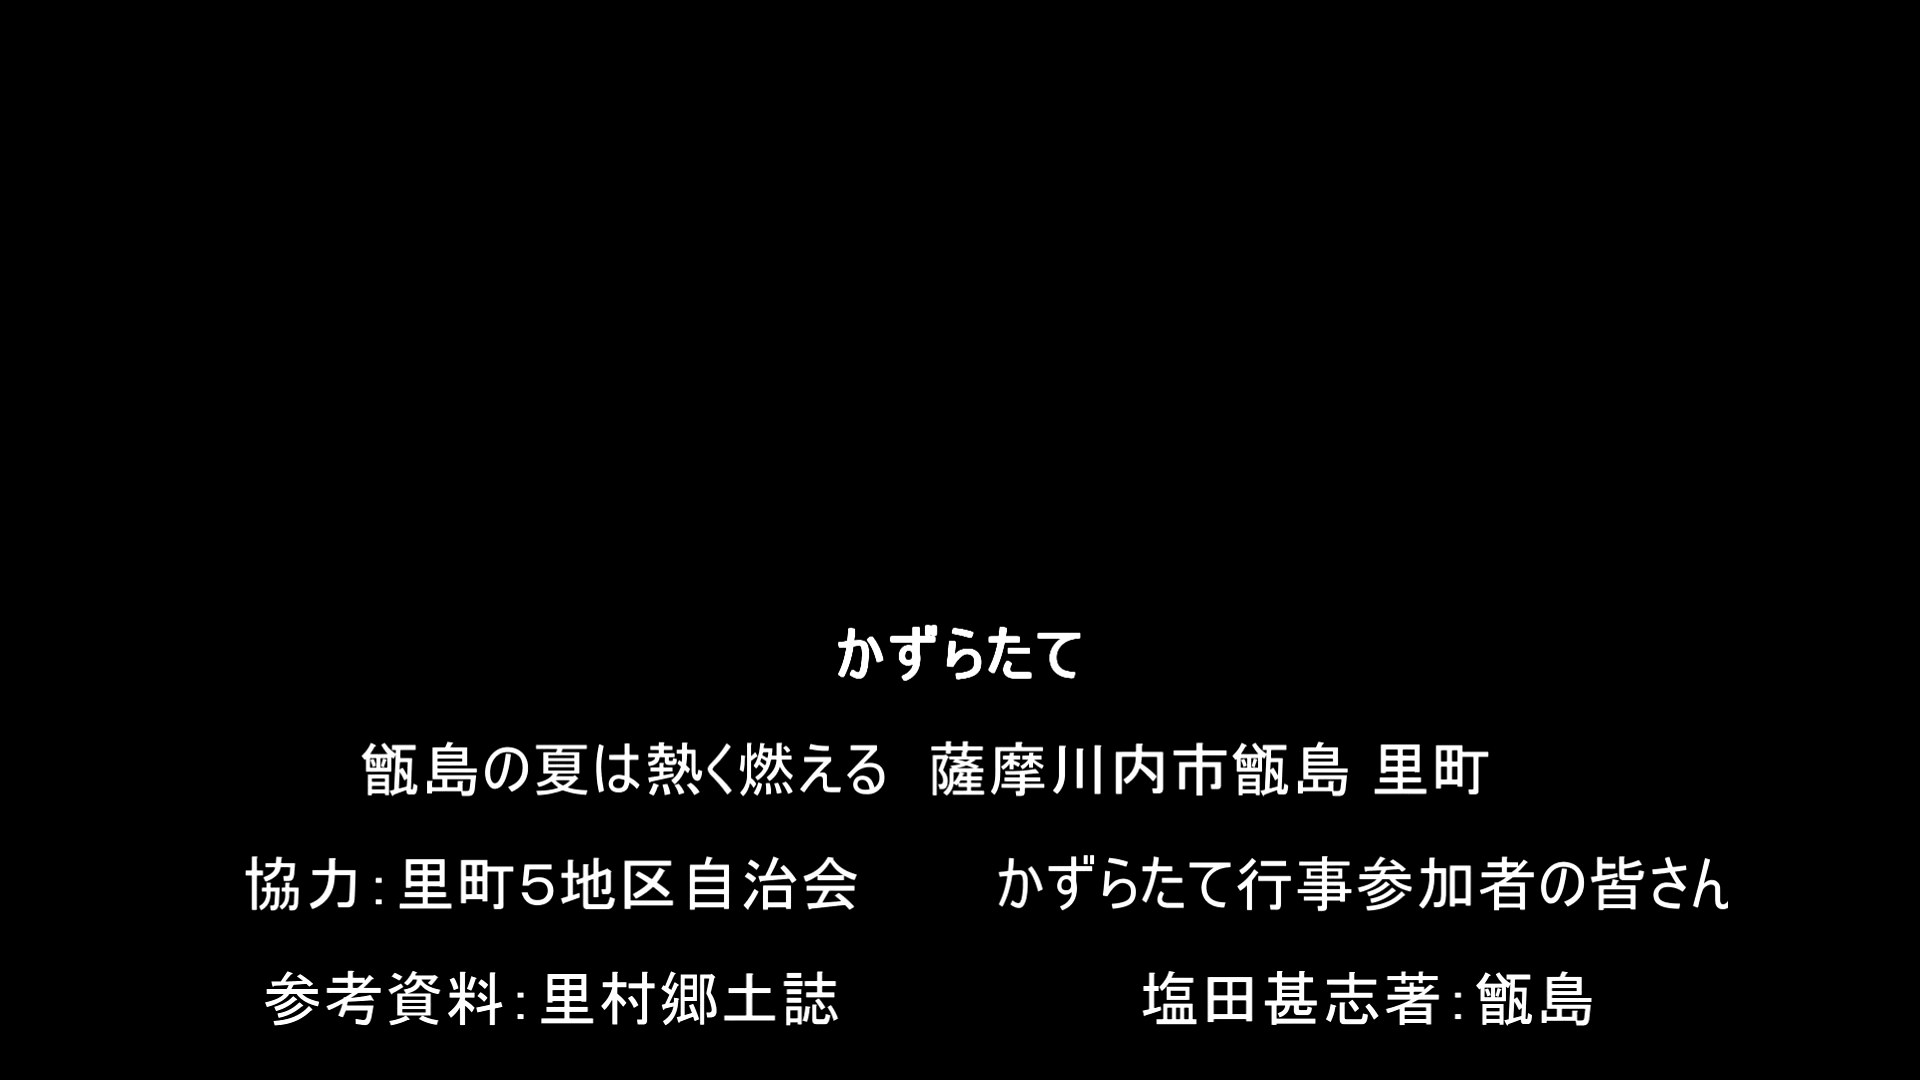 かずらたて
甑島の夏は熱く燃える　薩摩川内市甑島 里町
協力：里町５地区自治会　　かずらたて行事参加者の皆さん
参考資料：里村郷土誌　　塩田甚志著：甑島